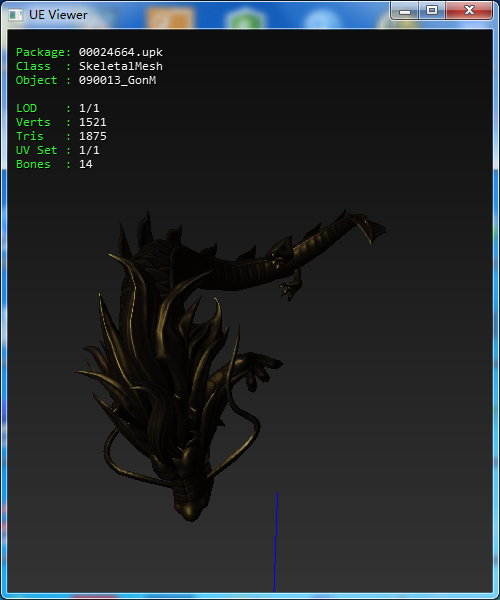 UE Viewer
Package: 00024664.upk
Class : SkeletalMesh
Object : 090013_GonM
LOD : 1/1
Verts : 1521
Tris : 1875
UV Set : 1/1
Bones : 14